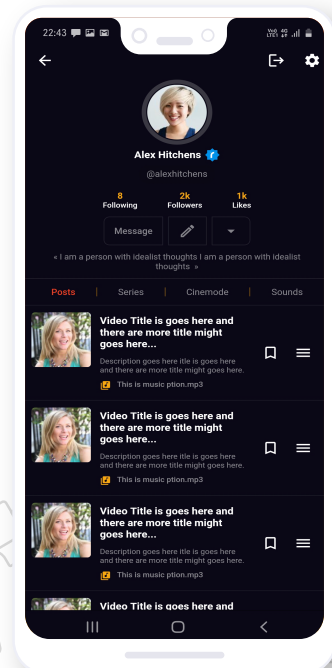 22:43
Alex Hitchens
@alexhitchens
8 2k 1k
Following Followers Likes
Message
« I am a person with idealist thoughts I am a person with idealist
thoughts »
Posts | Series | Cinemode | Sounds
Video Title is goes here and
there are more title might
goes here...
Description goes here itle is goes here
and there are more title might goes here.
This is music ption.mp3
Video Title is goes here and
there are more title might
goes here...
Description goes here itle is goes here
and there are more title might goes here.
This is music ption.mp3
Video Title is goes here and
there are more title might
goes here...
Description goes here itle is goes here
and there are more title might goes here.
This is music ption.mp3
Video Title is goes here and